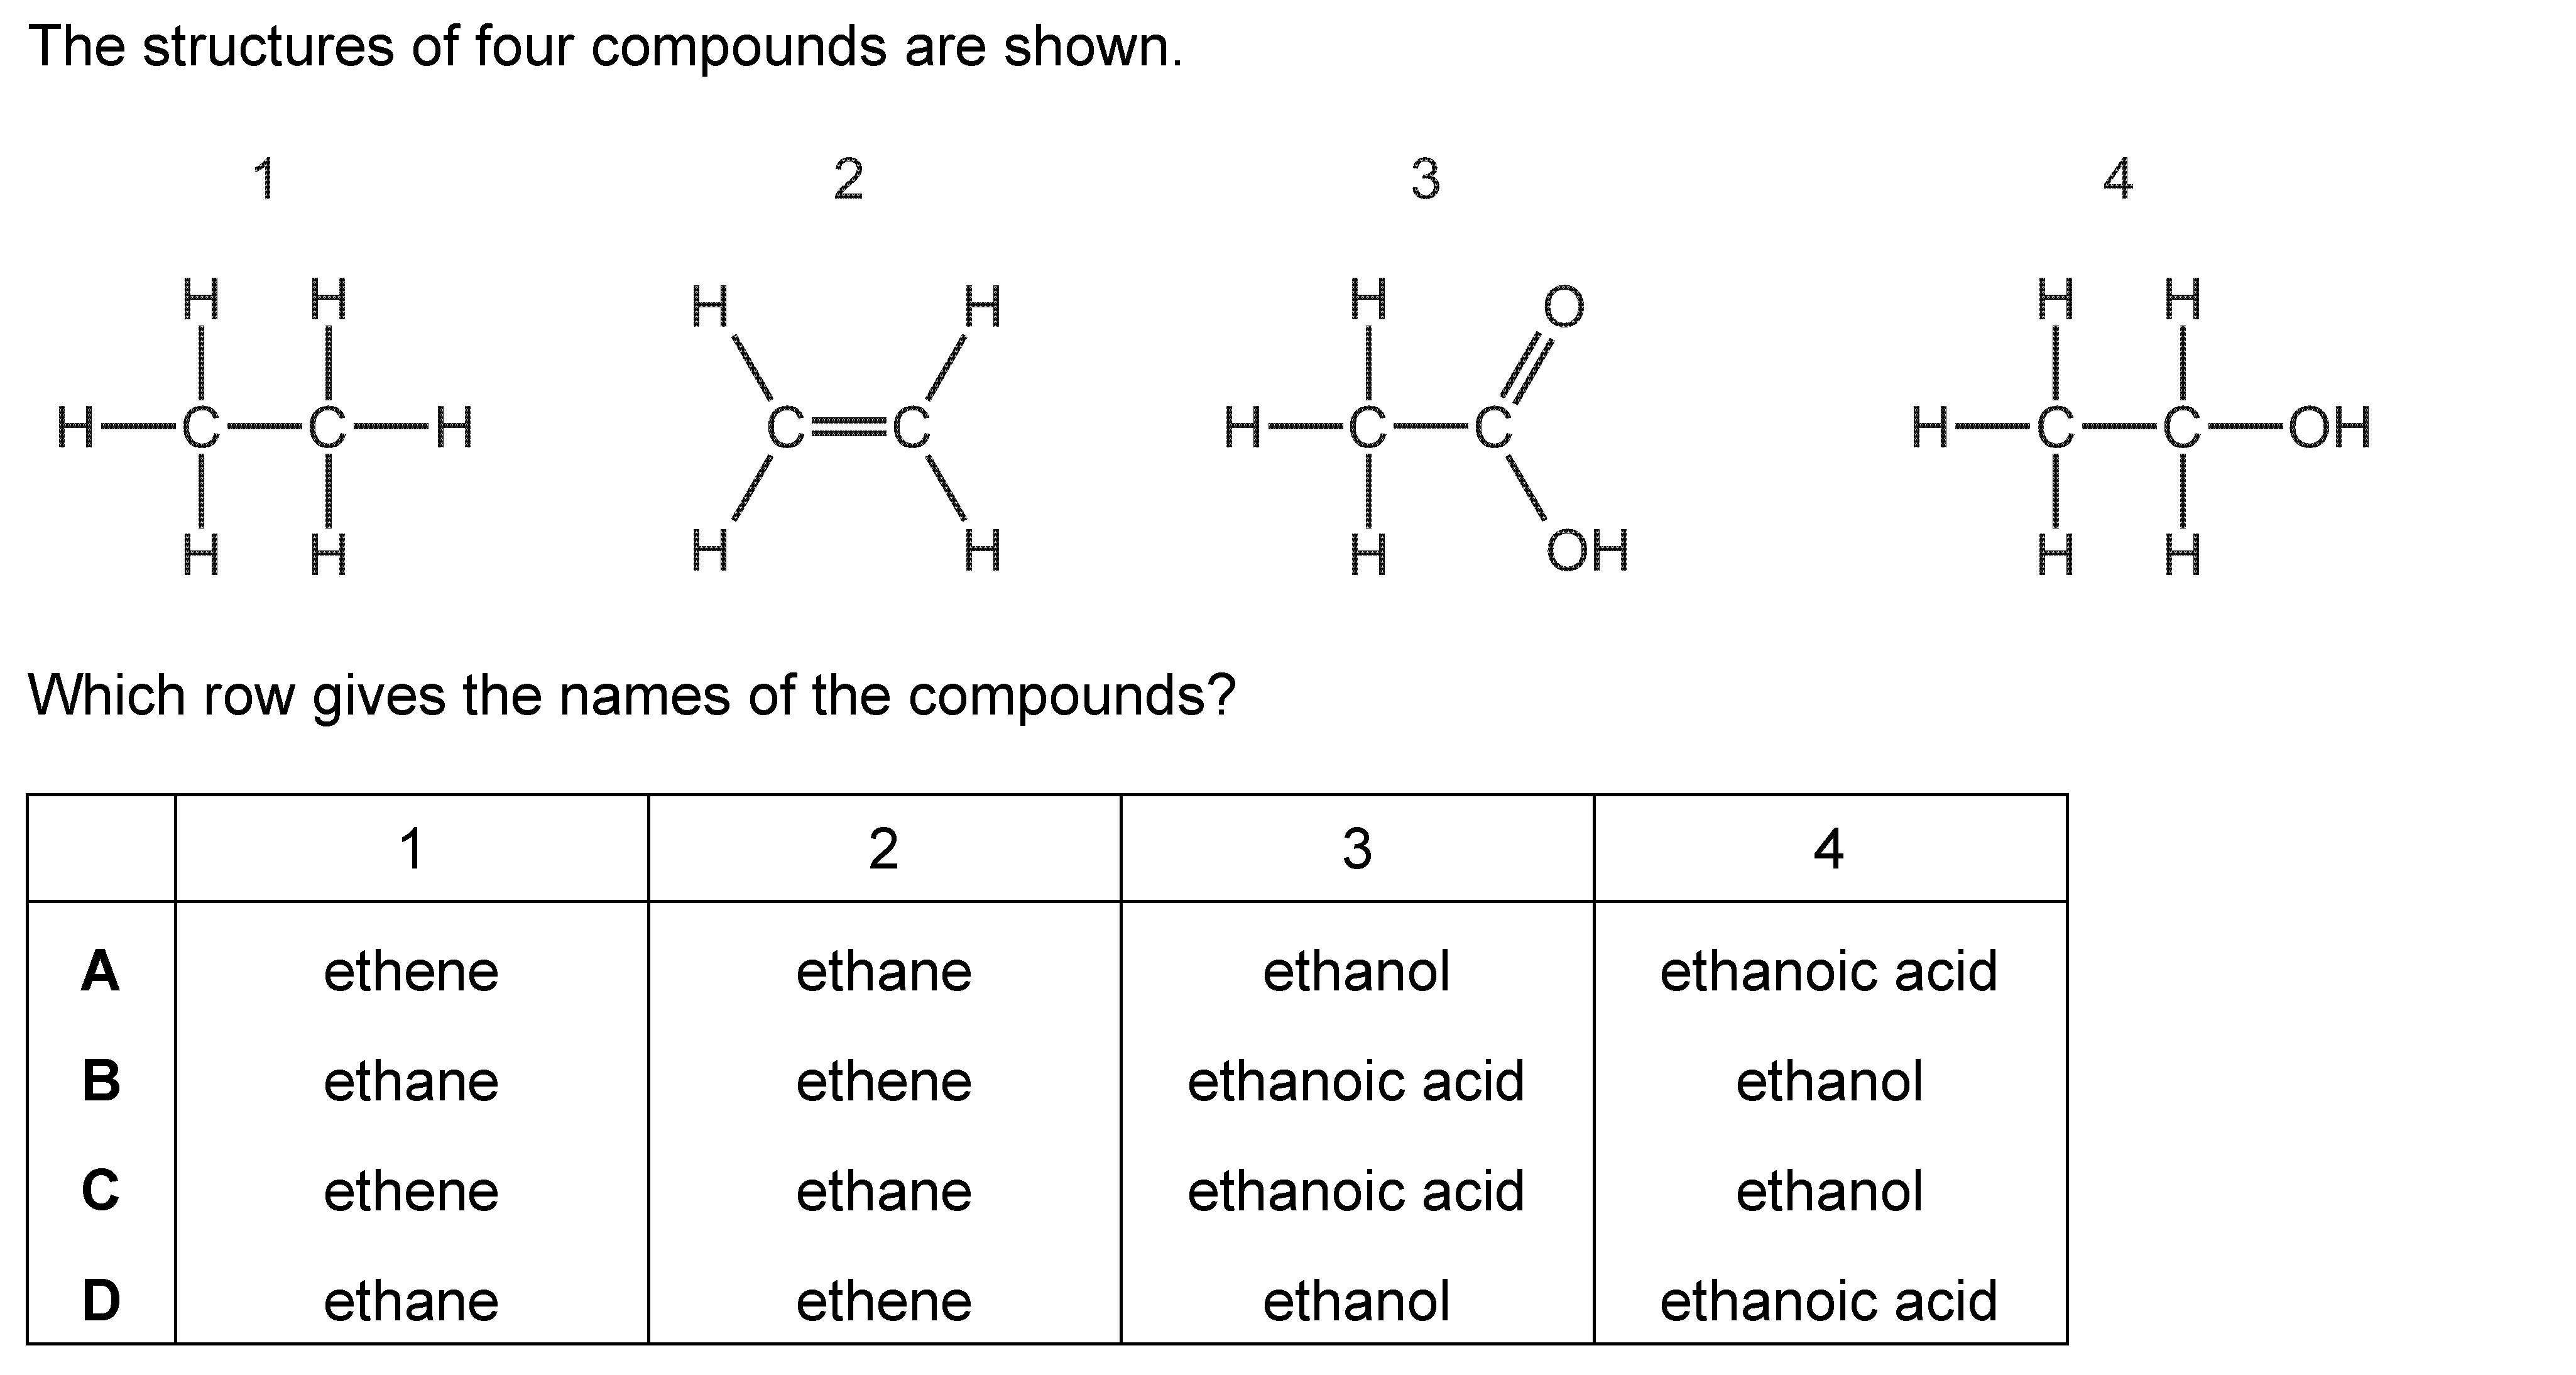 The structures of four compounds are shown.
1 2 3 4
H H H H H O H H
H C C H C C H C C H C C OH
H H H H H OH H H
Which row gives the names of the compounds?
1 2 3 4
A ethene ethane ethanol ethanoic acid
B ethane ethene ethanoic acid ethanol
C ethene ethane ethanoic acid ethanol
D ethane ethene ethanol ethanoic acid